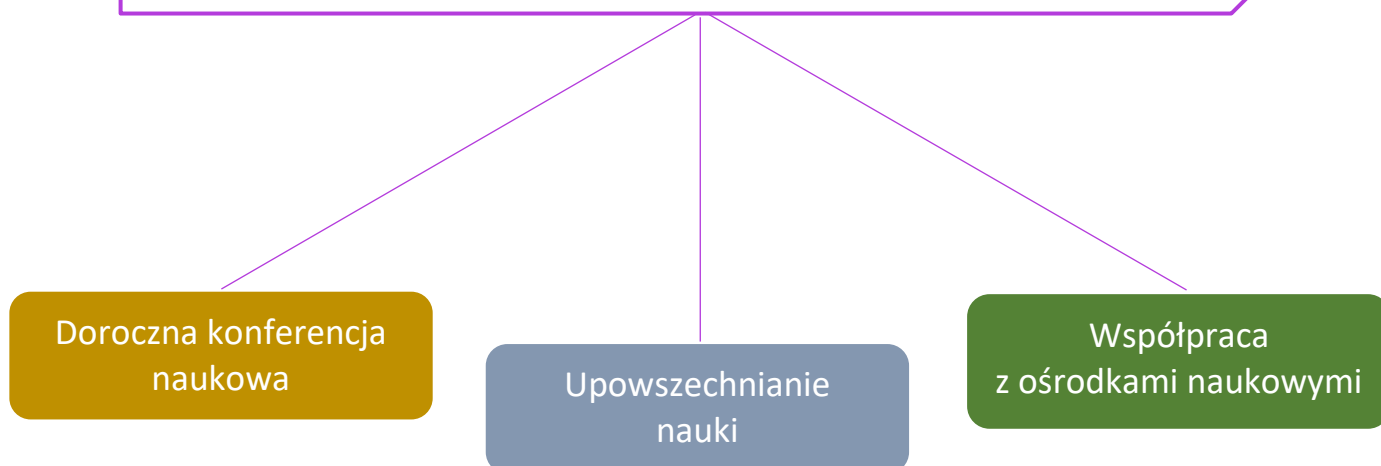 Doroczna konferencja
naukowa
Upowszechnianie
nauki
Współpraca
z ośrodkami naukowymi